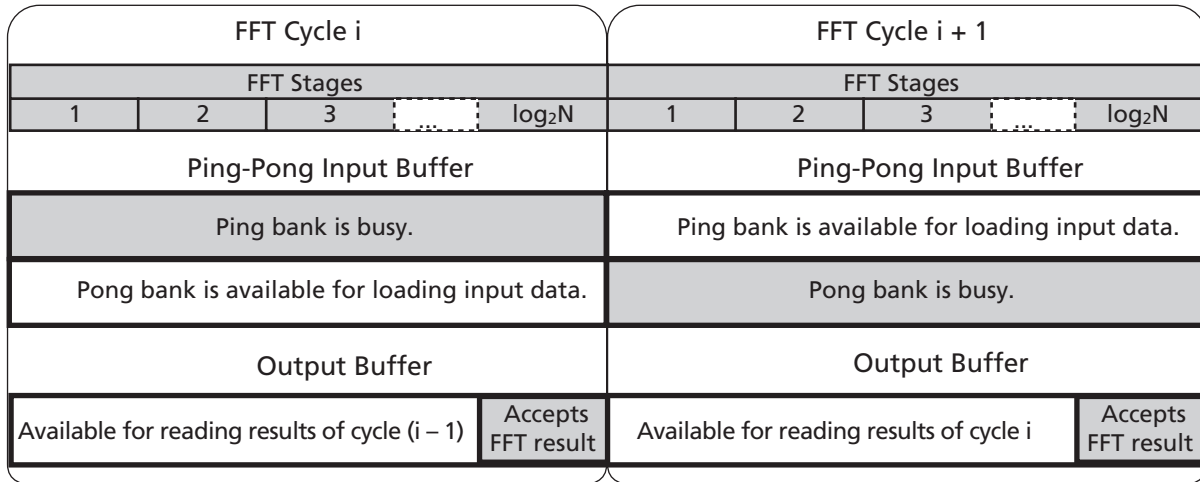 FFT Cycle i FFT Cycle i + 1
FFT Stages FFT Stages
1 2 3 ... log₂N 1 2 3 ... log₂N
Ping-Pong Input Buffer Ping-Pong Input Buffer
Ping bank is busy. Ping bank is available for loading input data.
Pong bank is available for loading input data. Pong bank is busy.
Output Buffer Output Buffer
Available for reading results of cycle (i – 1) Accepts FFT result Available for reading results of cycle i Accepts FFT result